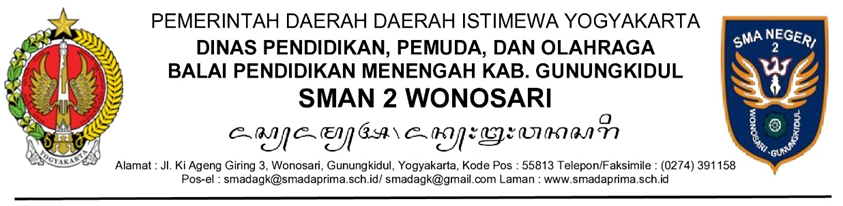 PEMERINTAH DAERAH DAERAH ISTIMEWA YOGYAKARTA
DINAS PENDIDIKAN, PEMUDA, DAN OLAHRAGA
BALAI PENDIDIKAN MENENGAH KAB. GUNUNGKIDUL
SMAN 2 WONOSARI
Alamat : Jl. Ki Ageng Giring 3, Wonosari, Gunungkidul, Yogyakarta, Kode Pos : 55813 Telepon/Faksimile : (0274) 391158
Pos-el : smadagk@smadaprima.sch.id/ smadagk@gmail.com Laman : www.smadaprima.sch.id
YOGYAKARTA
SMA NEGERI
2
WONOSARI - GUNUNGKIDUL